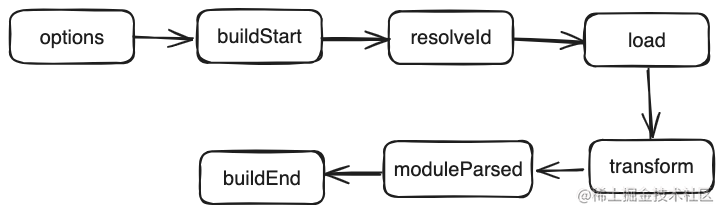 options
buildStart
resolveId
load
transform
moduleParsed
buildEnd
@稀土掘金技术社区